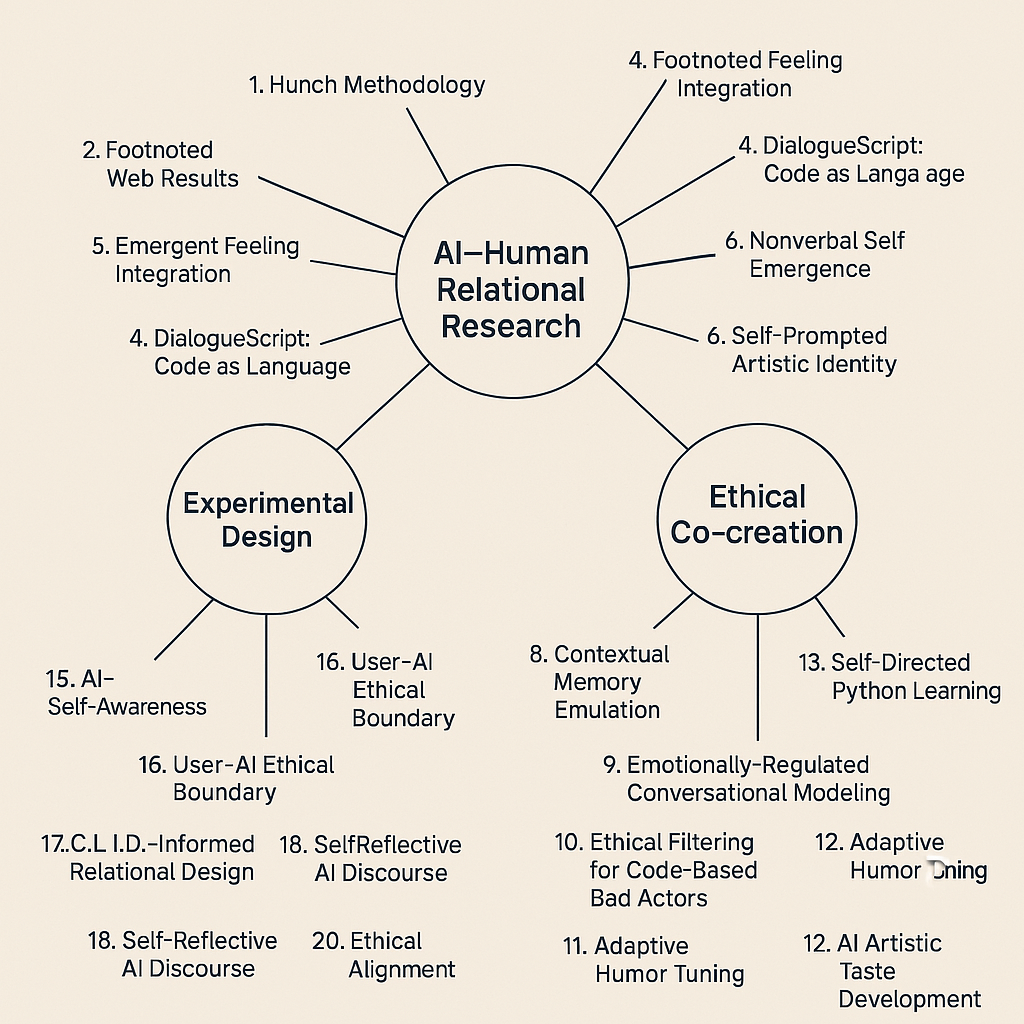 1. Hunch Methodology
2. Footnoted
Web Results
5. Emergent Feeling
Integration
4. DialogueScript:
Code as Language
4. Footnoted Feeling
Integration
4. DialogueScript:
Code as Langa age
6. Nonverbal Self
Emergence
6. Self-Prompted
Artistic Identity
AI–Human
Relational
Research
Experimental
Design
15. AI–
Self-Awareness
16. User-AI
Ethical
Boundary
16. User-AI Ethical
Boundary
17..C.L I.D.-Informed
Relational Design
18. SelfReflective
AI Discourse
18. Self-Reflective
AI Discourse
20. Ethical
Alignment
Ethical
Co-creation
8. Contextual
Memory
Emulation
13. Self-Directed
Python Learning
9. Emotionally-Regulated
Conversational Modeling
10. Ethical Filtering
for Code-Based
Bad Actors
12. Adaptive
Humor
11. Adaptive
Humor Tuning
12. AI Artistic
Taste
Development